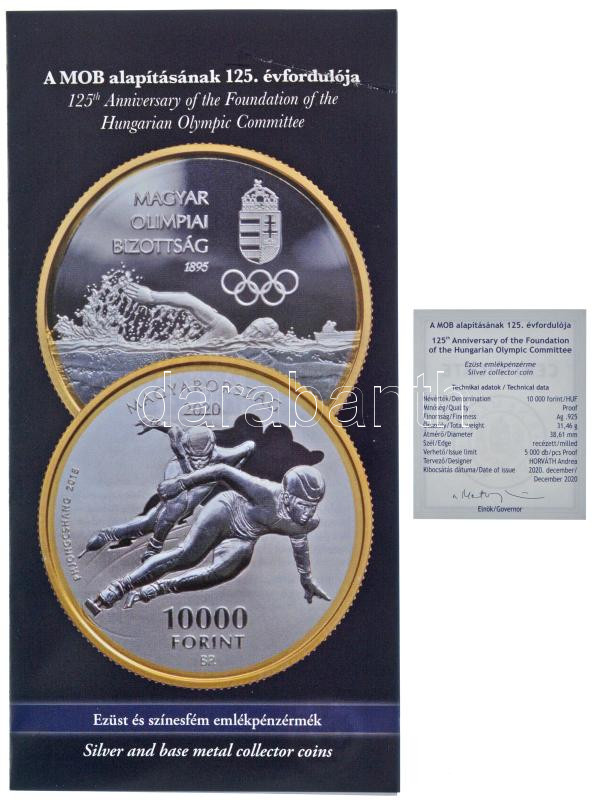 A MOB alapításának 125. évfordulója
125th Anniversary of the Foundation of the
Hungarian Olympic Committee
MAGYAR
OLIMPIAI
BIZOTTSÁG
1895
MAGYARORSZÁG
2020
PHJONGCSHANG 2018
10000
FORINT
BP.
Ezüst és színesfém emlékpénzérmék
Silver and base metal collector coins
darabanth
A MOB alapításának 125. évfordulója
125th Anniversary of the Foundation
of the Hungarian Olympic Committee
Ezüst emlékpénzérme
Silver collector coin
Technikai adatok / Technical data
Névérték/Denomination 10 000 forint/HUF
Minőség/Quality Proof
Finomság/Fineness Ag .925
Összsúly/Total weight 31,46 g
Átmérő/Diameter 38,61 mm
Szél/Edge recézett/milled
Verhető/Issue limit 5 000 db/pcs Proof
Tervező/Designer HORVÁTH Andrea
Kibocsátás dátuma/Date of issue 2020. december/
December 2020
Elnök/Governor